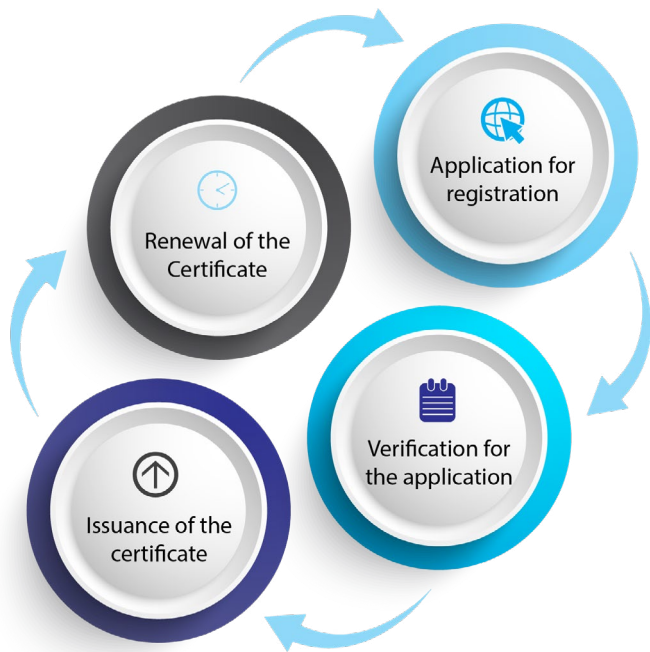 Application for
registration
Renewal of the
Certificate
Verification for
the application
Issuance of the
certificate